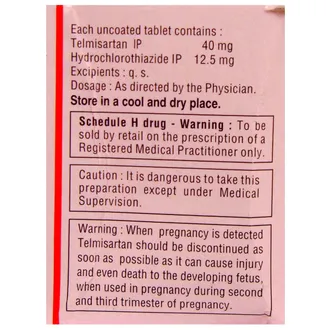 Each uncoated tablet contains :
Telmisartan IP 40 mg
Hydrochlorothiazide IP : 12.5 mg
Excipients : q. s.
Dosage : As directed by the Physician.
Store in a cool and dry place.
Schedule H drug - Warning : To be
sold by retail on the prescription of a
Registered Medical Practitioner only.
Caution : It is dangerous to take this
preparation except under Medical
Supervision.
Warning : When pregnancy is detected
Telmisartan should be discontinued as
soon as possible as it can cause injury
and even death to the developing fetus,
when used in pregnancy during second
and third trimester of pregnancy.